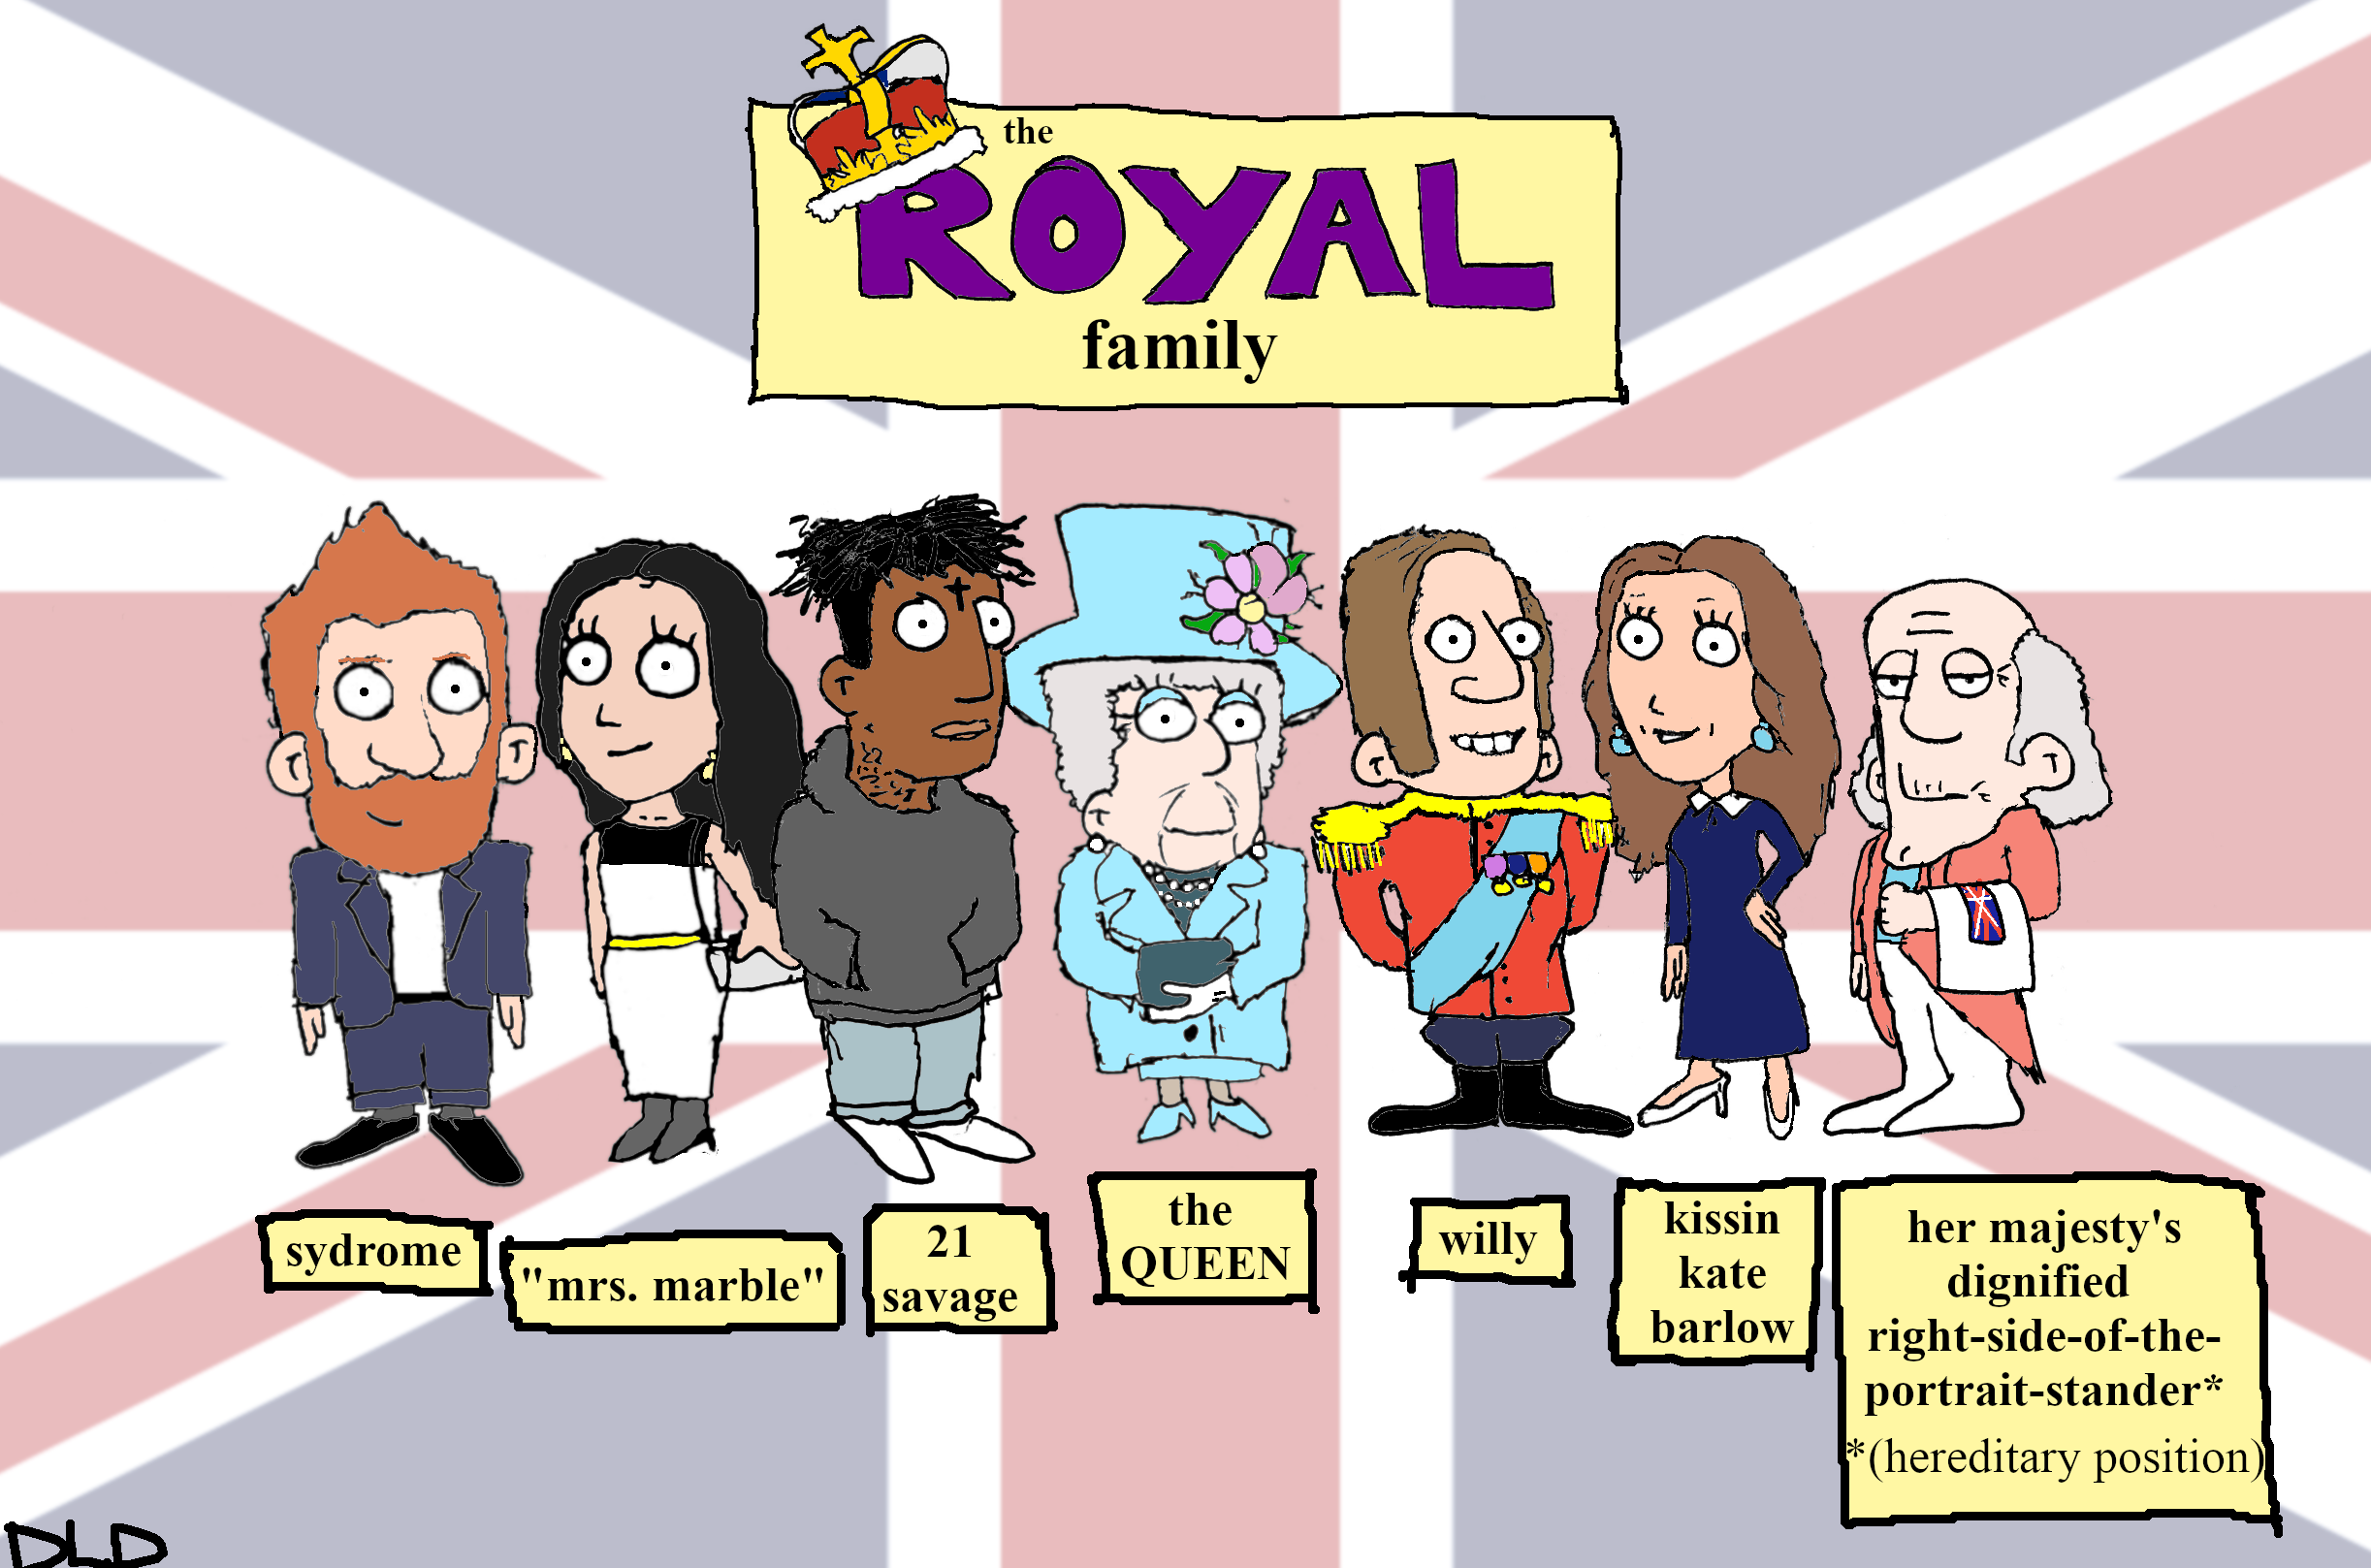 the
ROYAL
family
sydrome
"mrs. marble"
21
savage
the
QUEEN
willy
kissin
kate
barlow
her majesty's
dignified
right-side-of-the-
portrait-stander*
*(hereditary position)
DLD